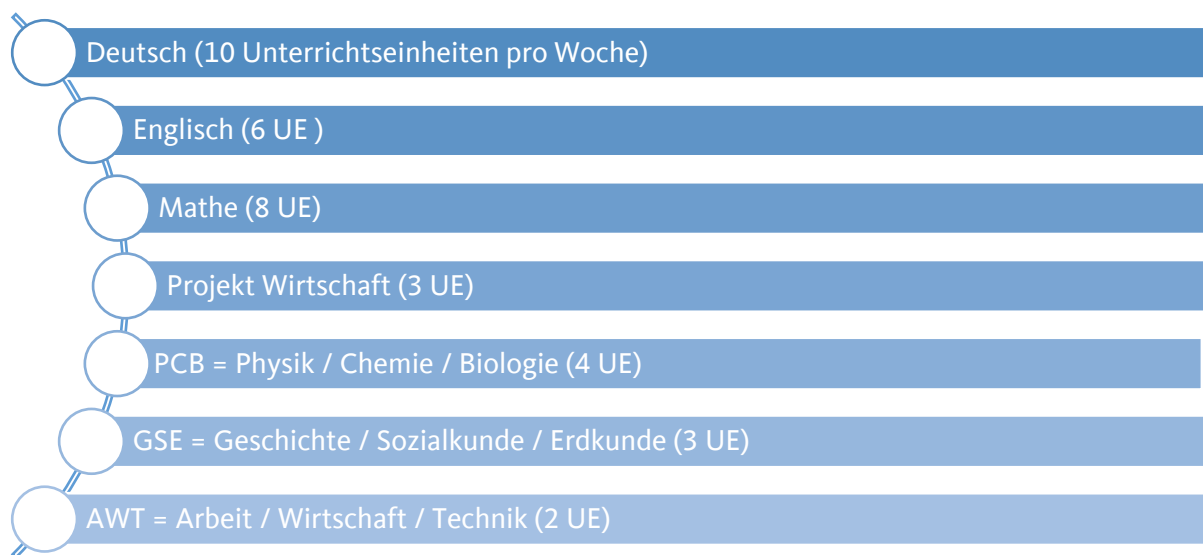 Deutsch (10 Unterrichtseinheiten pro Woche)
Englisch (6 UE )
Mathe (8 UE)
Projekt Wirtschaft (3 UE)
PCB = Physik / Chemie / Biologie (4 UE)
GSE = Geschichte / Sozialkunde / Erdkunde (3 UE)
AWT = Arbeit / Wirtschaft / Technik (2 UE)